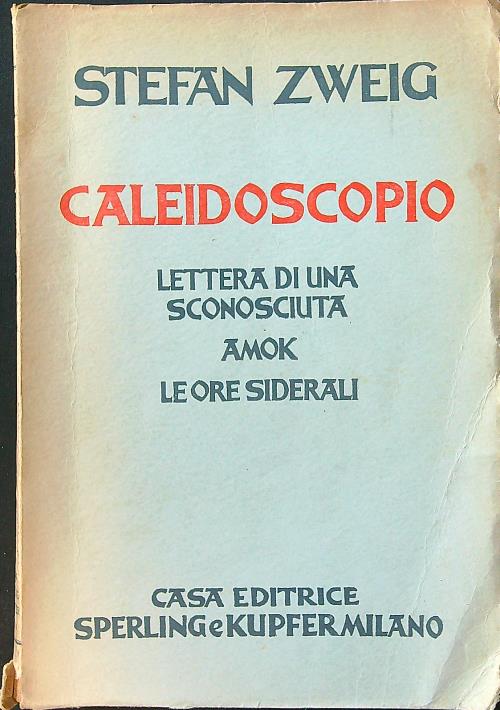 STEFAN ZWEIG
CALEIDOSCOPIO
LETTERA DI UNA
SCONOSCIUTA
AMOK
LE ORE SIDERALI
CASA EDITRICE
SPERLING e KUPFER MILANO